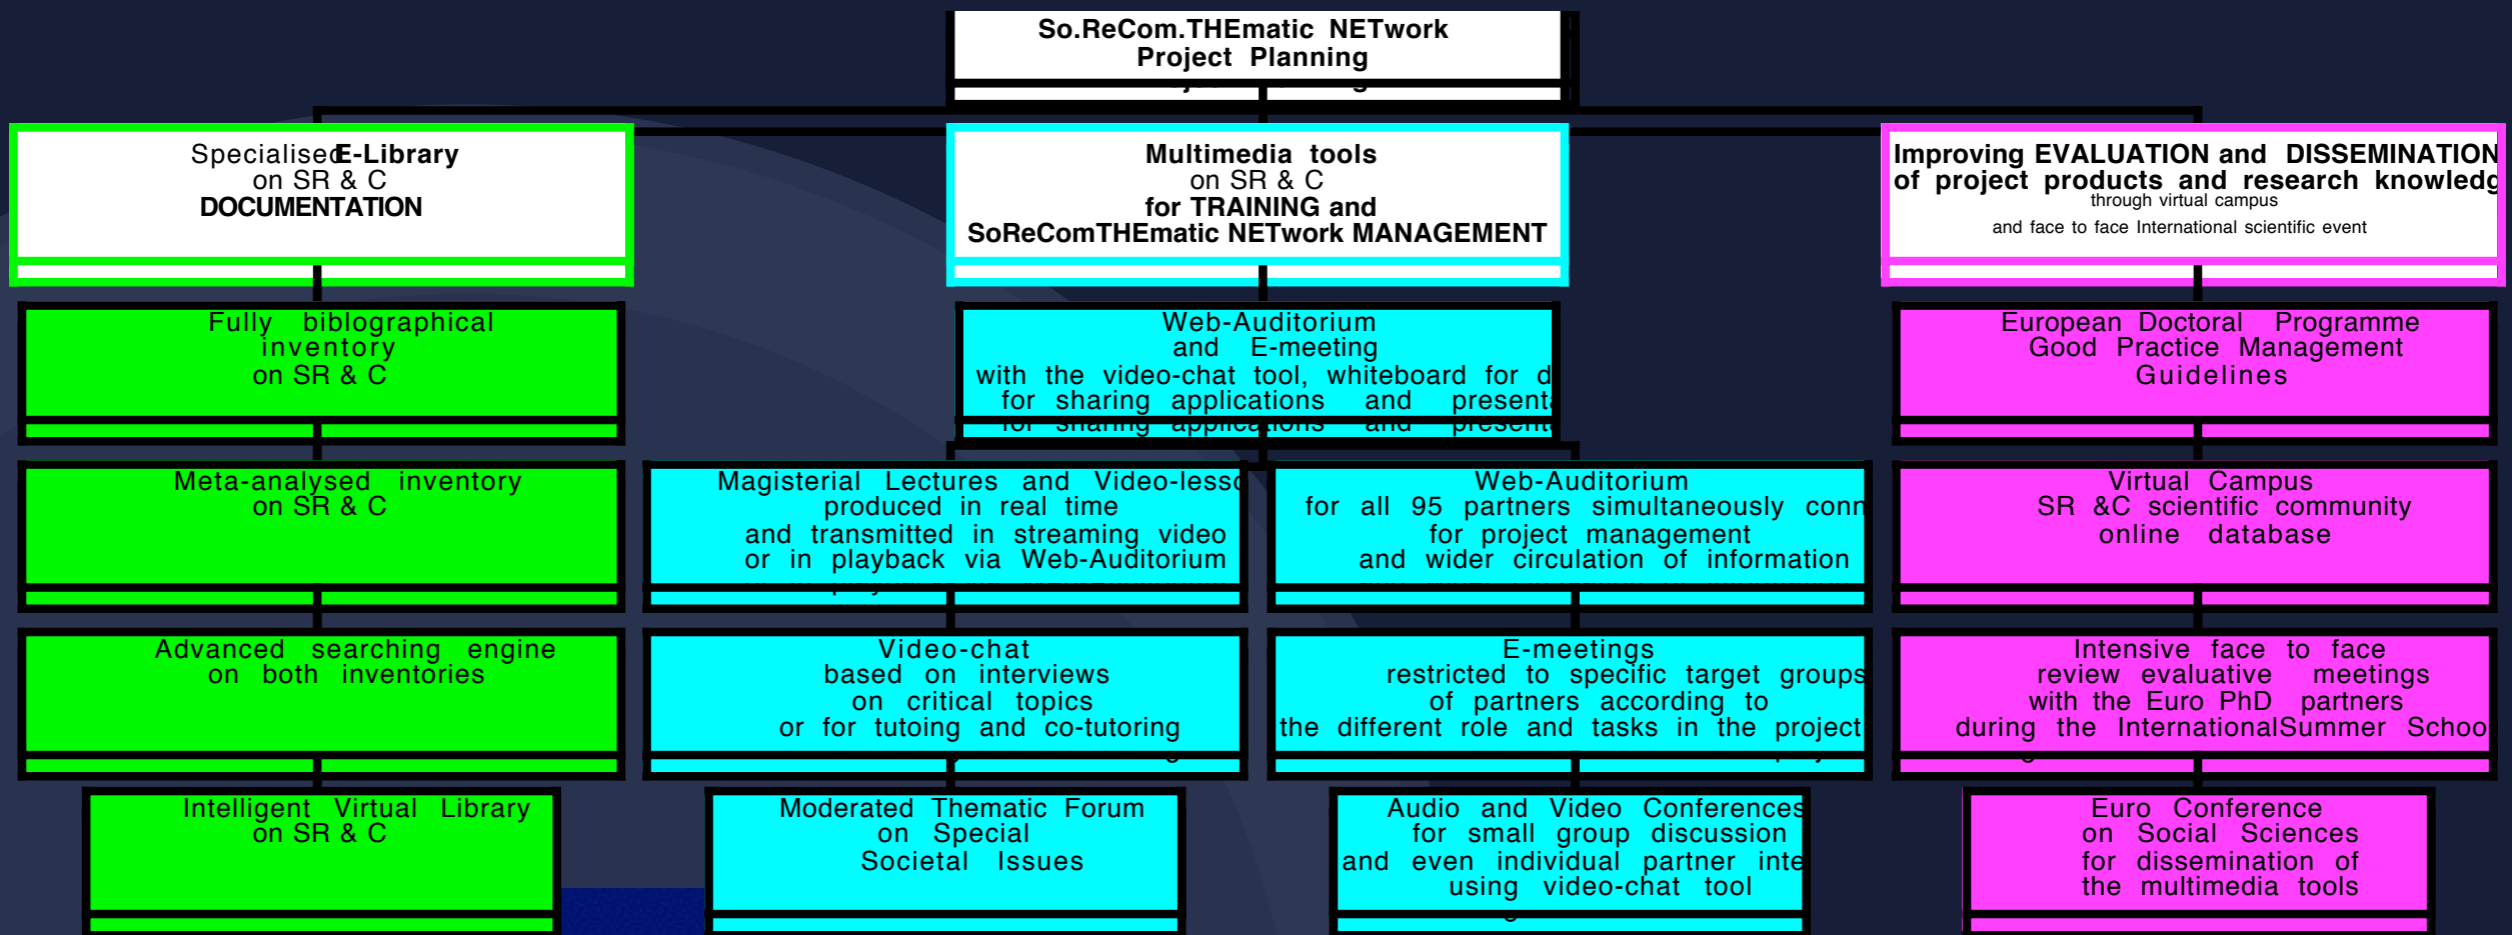 So.ReCom.THEmatic NETwork
Project Planning
Specialised E-Library
on SR & C
DOCUMENTATION
Multimedia tools
on SR & C
for TRAINING and
SoReComTHEmatic NETwork MANAGEMENT
Improving EVALUATION and DISSEMINATION
of project products and research knowledg
through virtual campus
and face to face International scientific event
Fully biblographical
inventory
on SR & C
Web-Auditorium
and E-meeting
with the video-chat tool, whiteboard for d
for sharing applications and presenta
European Doctoral Programme
Good Practice Management
Guidelines
Meta-analysed inventory
on SR & C
Magisterial Lectures and Video-lesso
produced in real time
and transmitted in streaming video
or in playback via Web-Auditorium
Web-Auditorium
for all 95 partners simultaneously conn
for project management
and wider circulation of information
Virtual Campus
SR &C scientific community
online database
Advanced searching engine
on both inventories
Video-chat
based on interviews
on critical topics
or for tutoing and co-tutoring
E-meetings
restricted to specific target groups
of partners according to
the different role and tasks in the project
Intensive face to face
review evaluative meetings
with the Euro PhD partners
during the InternationalSummer Schoo
Intelligent Virtual Library
on SR & C
Moderated Thematic Forum
on Special
Societal Issues
Audio and Video Conferences
for small group discussion
and even individual partner inte
using video-chat tool
Euro Conference
on Social Sciences
for dissemination of
the multimedia tools